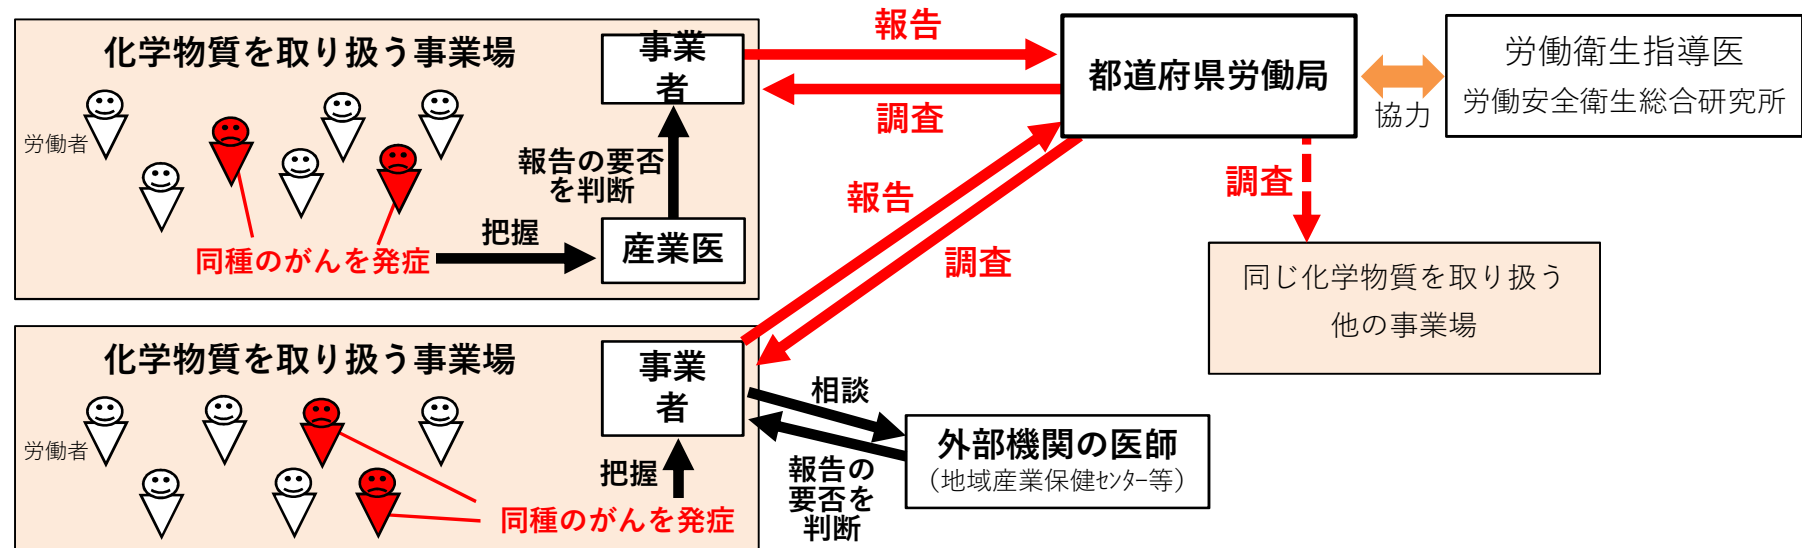 化学物質を取り扱う事業場
労働者
同種のがんを発症
把握
産業医
報告の要否
を判断
事業
者
報告
調査
都道府県労働局
協力
労働衛生指導医
労働安全衛生総合研究所
調査
同じ化学物質を取り扱う
他の事業場
報告
調査
化学物質を取り扱う事業場
労働者
同種のがんを発症
把握
事業
者
相談
報告の
要否を
判断
外部機関の医師
（地域産業保健ｾﾝﾀｰ等）